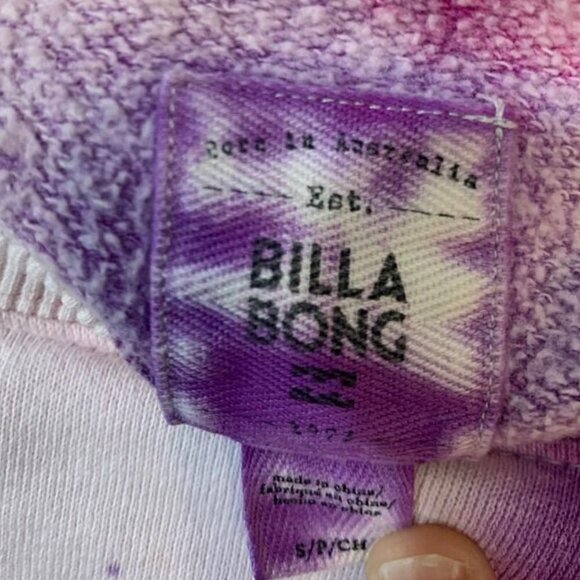 Born in Australia
Est.
BILLA
BONG
1973
made in china/
fabriqué en chine/
hecho en china
S/P/CH